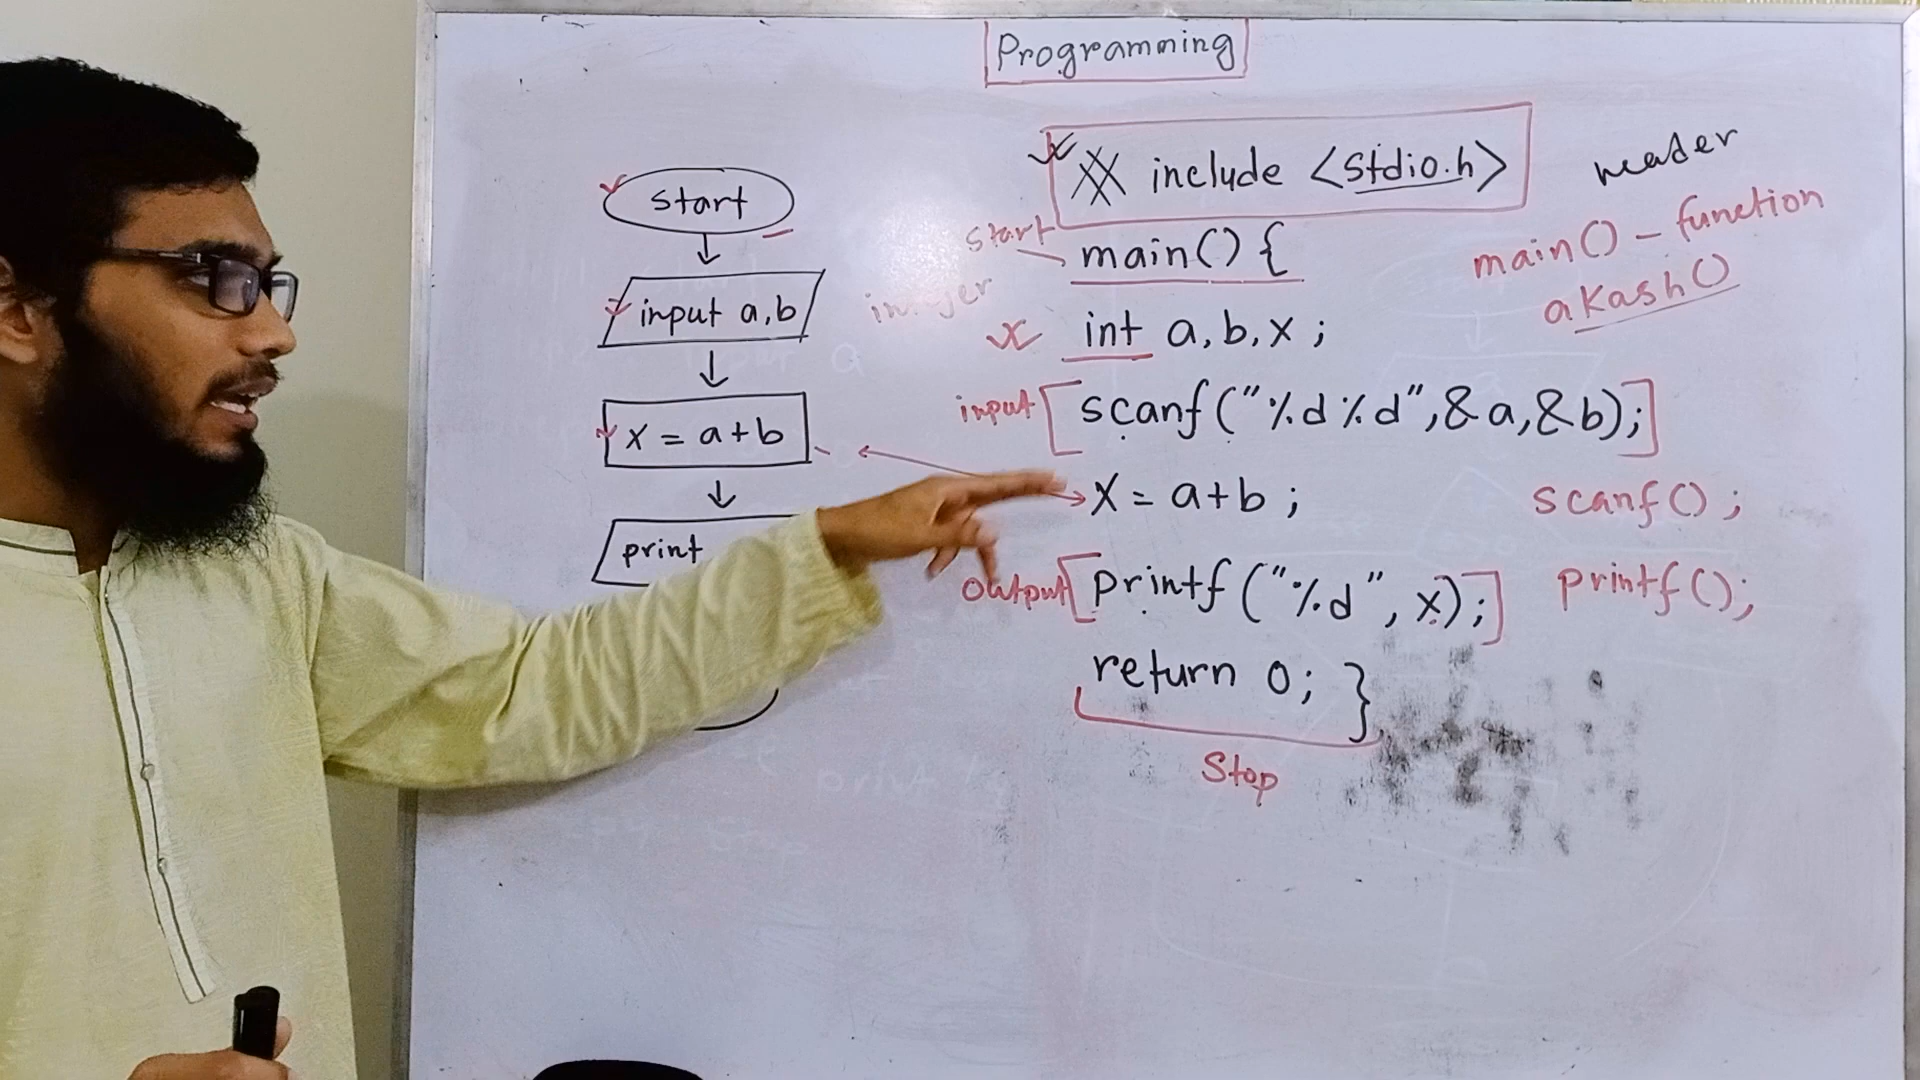 Programming
start
input a,b
x = a+b
print
# include <stdio.h>
header
start
main() {
main() - function
akash()
integer
int a, b, x ;
input
scanf ("%d %d", &a, &b);
x = a+b ;
scanf() ;
output
printf ("%d", x);
printf();
return 0; }
Stop